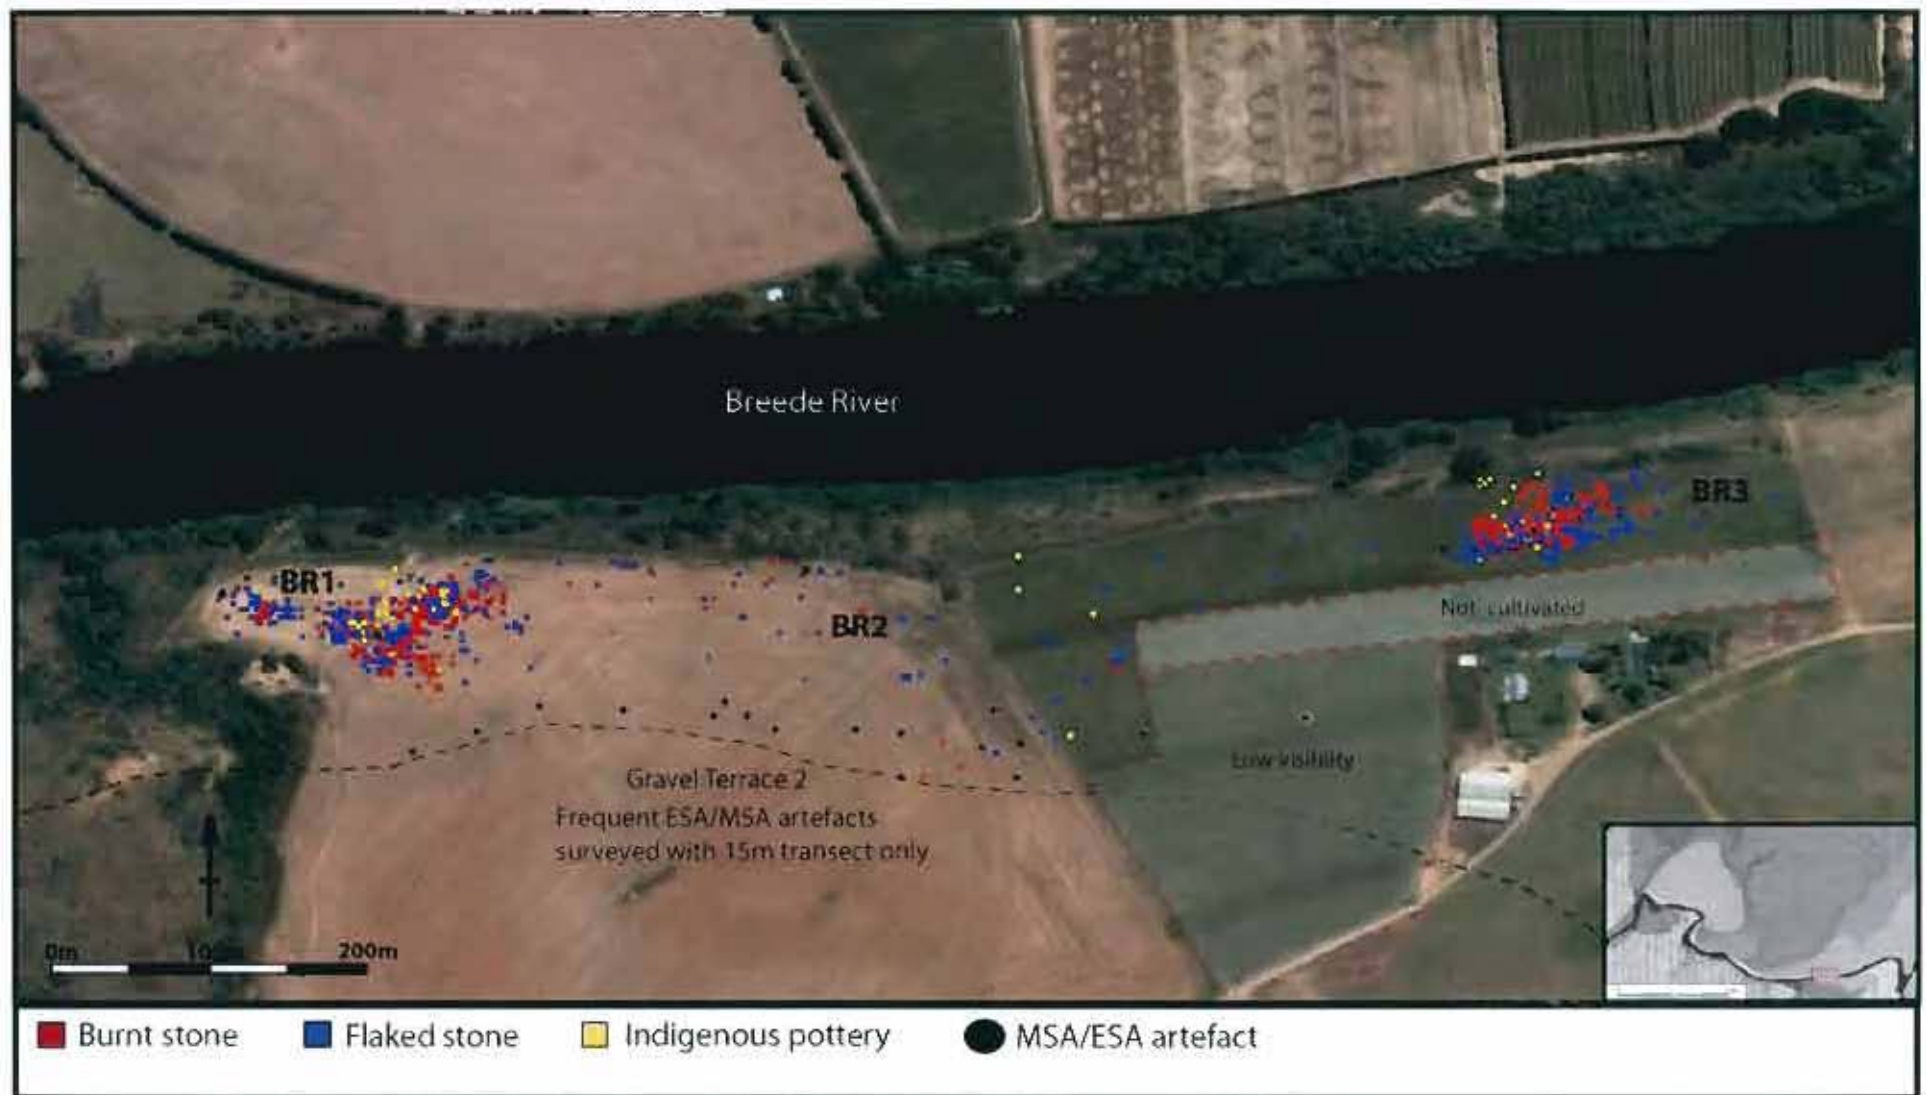 Breede River
BR3
BR1
Not cultivated
BR2
Low visibility
Gravel Terrace 2
Frequent ESA/MSA artefacts
surveyed with 15m transect only
0m 200m
Burnt stone Flaked stone Indigenous pottery MSA/ESA artefact